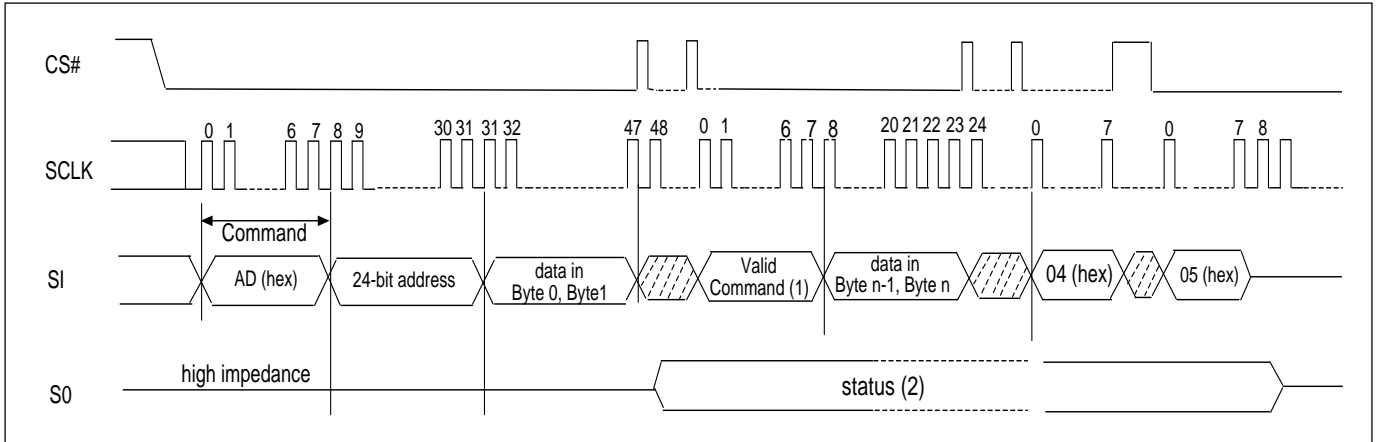 CS#
0 1 6 7 8 9 30 31 31 32 47 48 0 1 6 7 8 20 21 22 23 24 0 7 0 7 8
SCLK
Command
SI
AD (hex)
24-bit address
data in
Byte 0, Byte1
Valid
Command (1)
data in
Byte n-1, Byte n
04 (hex)
05 (hex)
high impedance
S0
status (2)